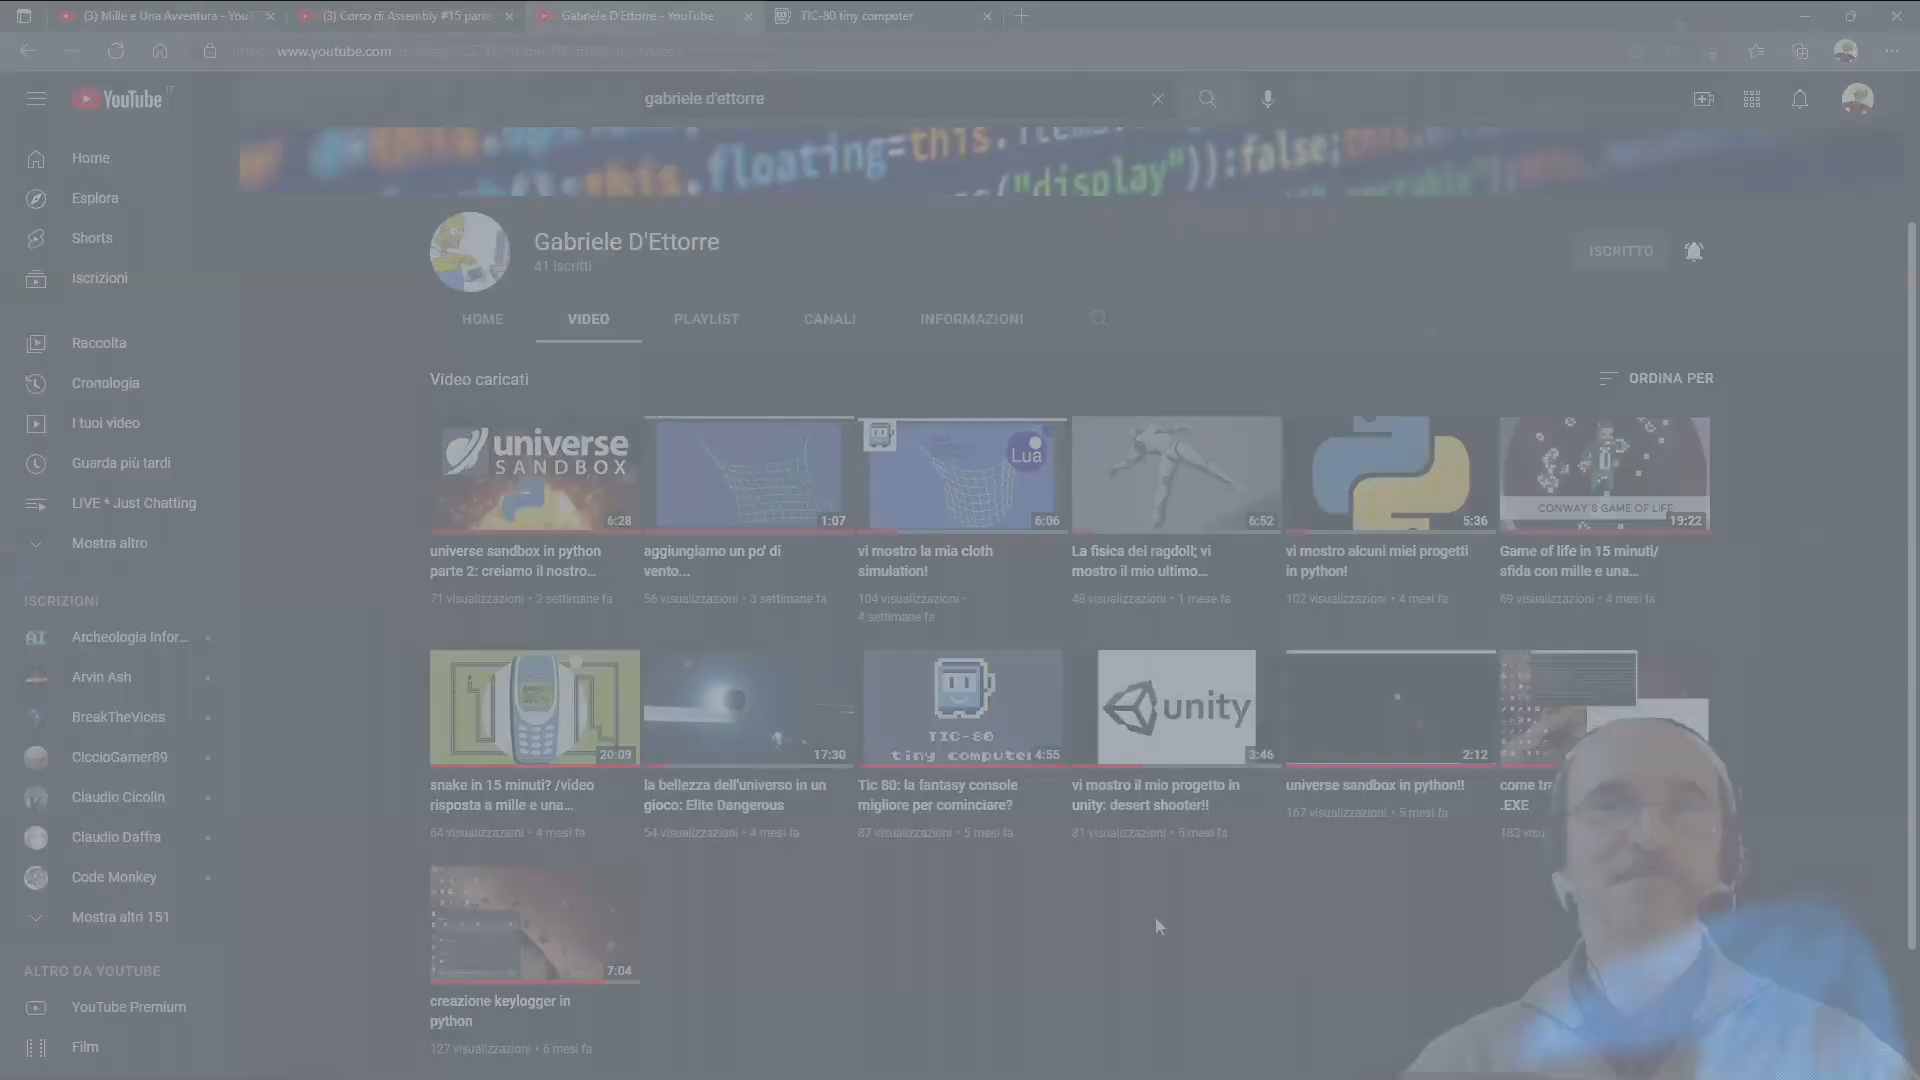 (3) Mille e Una Avventura - You
(3) Corso di Assembly #15 parte
Gabriele D'Ettorre - YouTube
TIC-80 tiny computer
www.youtube.com
YouTube IT
gabriele d'ettorre
floating=this.
("display")):false;
Home
Esplora
Shorts
Iscrizioni
Raccolta
Cronologia
I tuoi video
Guarda più tardi
LIVE * Just Chatting
Mostra altro
ISCRIZIONI
Archeologia Infor...
Arvin Ash
BreakTheVices
CiccioGamer89
Claudio Cicolin
Claudio Daffra
Code Monkey
Mostra altri 151
ALTRO DA YOUTUBE
YouTube Premium
Film
Gabriele D'Ettorre
41 iscritti
ISCRITTO
HOME
VIDEO
PLAYLIST
CANALI
INFORMAZIONI
Video caricati
ORDINA PER
universe
SANDBOX
6:28
universe sandbox in python
parte 2: creiamo il nostro...
71 visualizzazioni • 2 settimane fa
1:07
aggiungiamo un po' di
vento...
56 visualizzazioni • 3 settimane fa
Lua
6:06
vi mostro la mia cloth
simulation!
104 visualizzazioni •
4 settimane fa
6:52
La fisica del ragdoll; vi
mostro il mio ultimo...
48 visualizzazioni • 1 mese fa
5:36
vi mostro alcuni miei progetti
in python!
102 visualizzazioni • 4 mesi fa
CONWAY'S GAME OF LIFE
19:22
Game of life in 15 minuti/
sfida con mille e una...
69 visualizzazioni • 4 mesi fa
20:09
snake in 15 minuti? /video
risposta a mille e una...
64 visualizzazioni • 4 mesi fa
17:30
la bellezza dell'universo in un
gioco: Elite Dangerous
54 visualizzazioni • 4 mesi fa
TIC-80
tiny computer
4:55
Tic 80: la fantasy console
migliore per cominciare?
87 visualizzazioni • 5 mesi fa
unity
3:46
vi mostro il mio progetto in
unity: desert shooter!!
81 visualizzazioni • 5 mesi fa
2:12
universe sandbox in python!!
167 visualizzazioni • 5 mesi fa
come tr
.EXE
183 visu
7:04
creazione keylogger in
python
127 visualizzazioni • 6 mesi fa